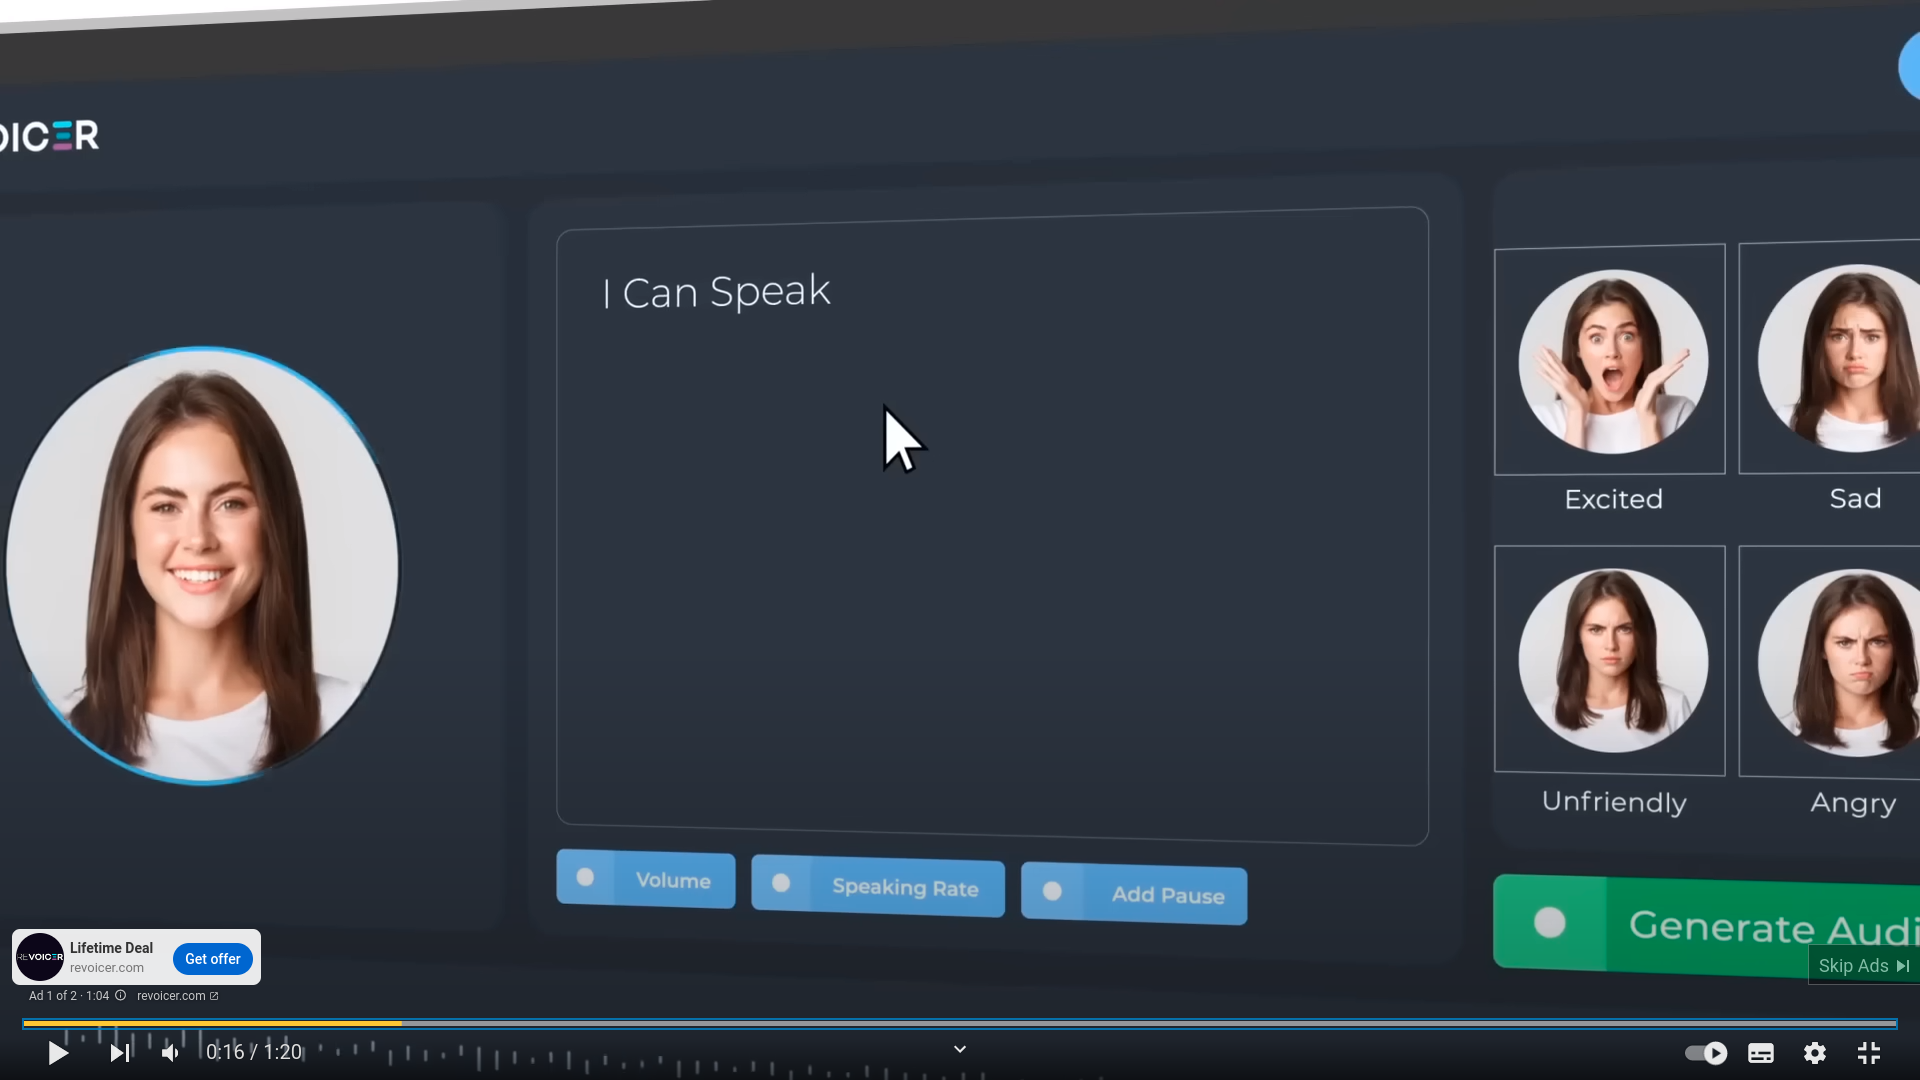 OICER
I Can Speak
Excited
Sad
Unfriendly
Angry
Volume
Speaking Rate
Add Pause
Generate Audi
Lifetime Deal
revoicer.com
Get offer
REVOICER
Skip Ads
Ad 1 of 2 · 1:04
revoicer.com
0:16 / 1:20